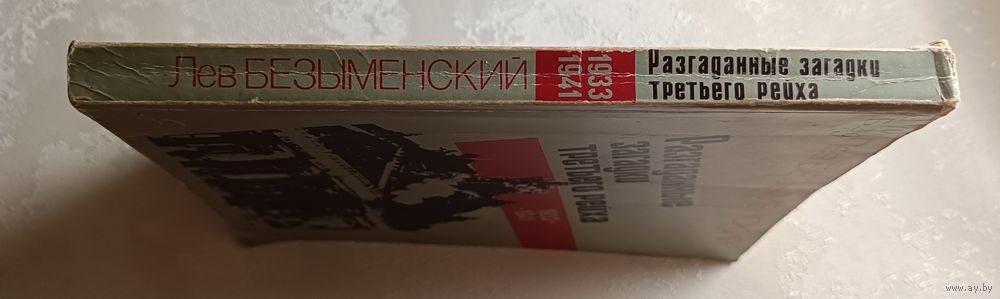 Лев БЕЗЫМЕНСКИЙ
1933
1941
Разгаданные загадки
третьего рейха
Разгаданные
загадки
третьего рейха
www.ay.by